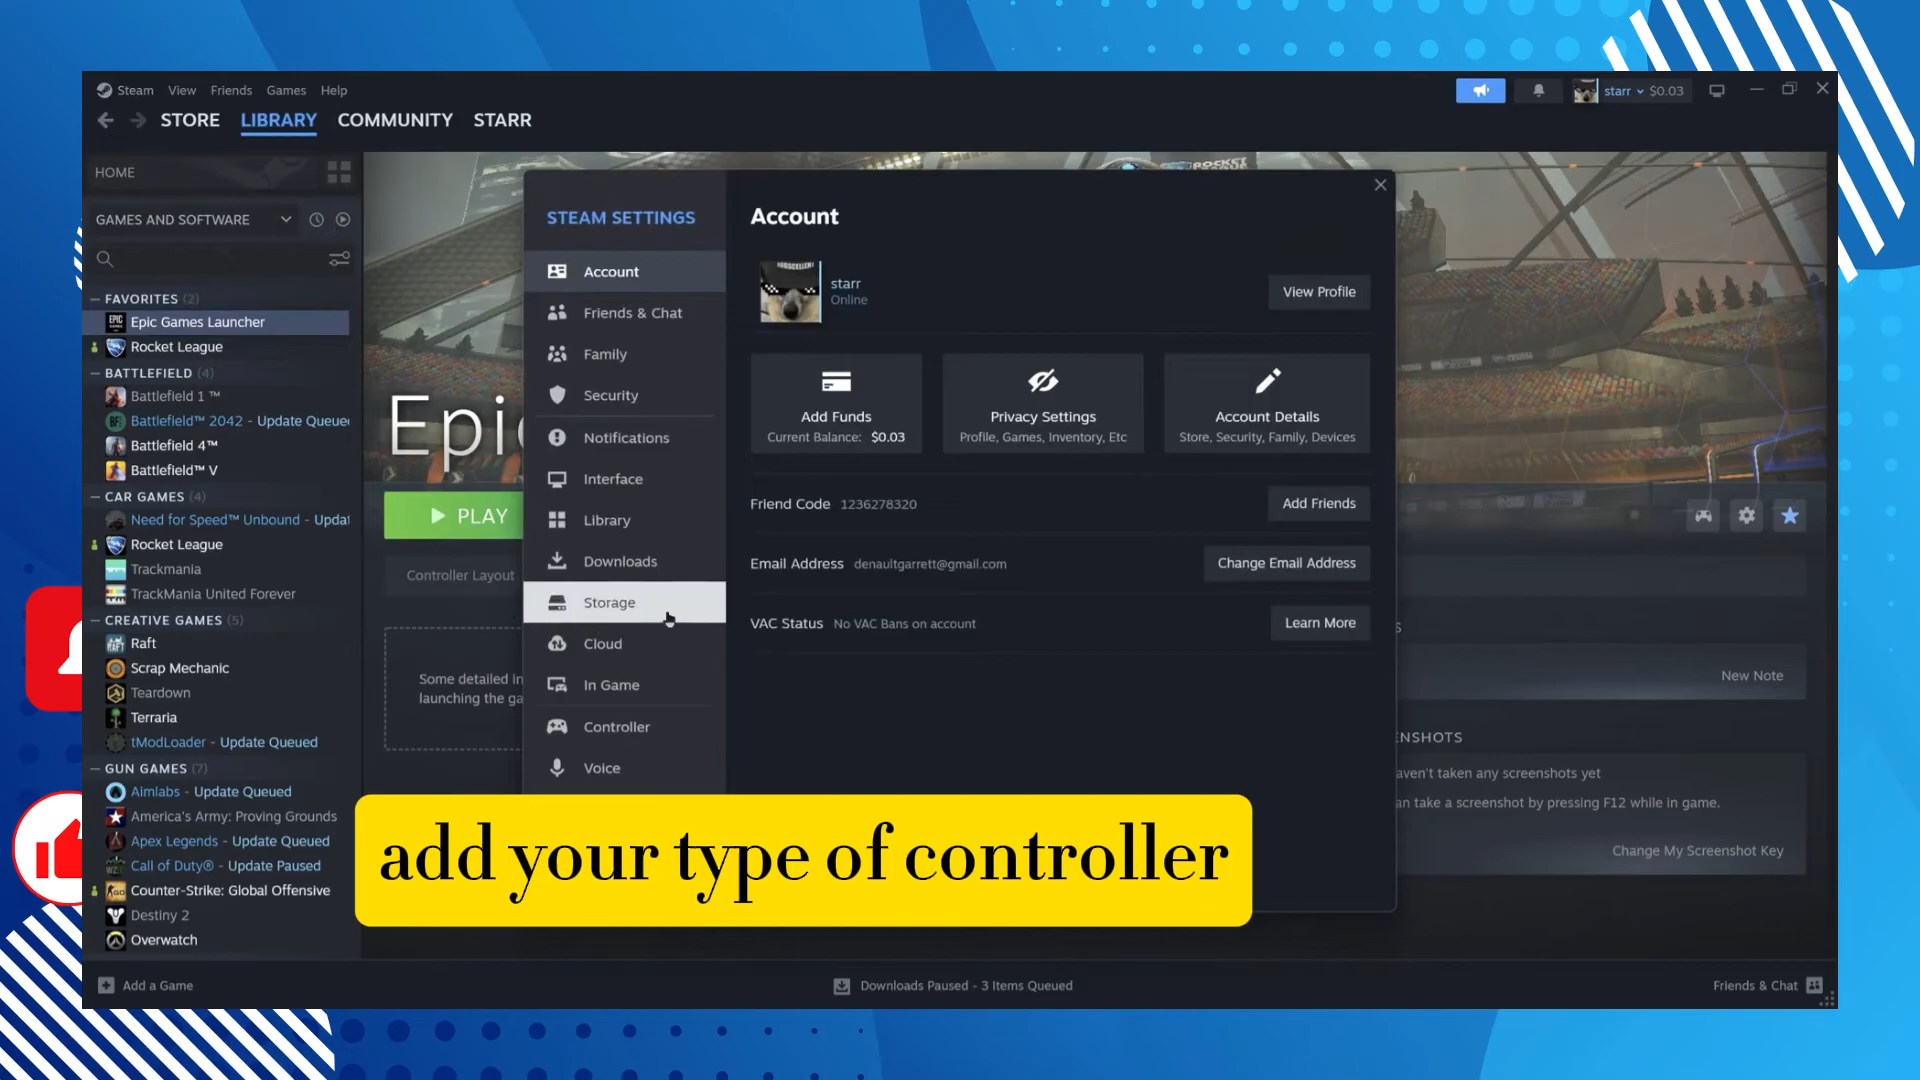 Steam View Friends Games Help
starr $0.03
STORE LIBRARY COMMUNITY STARR
HOME
GAMES AND SOFTWARE
— FAVORITES (2)
Epic Games Launcher
Rocket League
— BATTLEFIELD (4)
Battlefield 1 ™
Battlefield™ 2042 - Update Queued
Battlefield 4™
Battlefield™ V
— CAR GAMES (4)
Need for Speed™ Unbound - Updat
Rocket League
Trackmania
TrackMania United Forever
— CREATIVE GAMES (5)
Raft
Scrap Mechanic
Teardown
Terraria
tModLoader - Update Queued
— GUN GAMES (7)
Aimlabs - Update Queued
America's Army: Proving Grounds
Apex Legends - Update Queued
Call of Duty® - Update Paused
Counter-Strike: Global Offensive
Destiny 2
Overwatch
Add a Game
ROCKET
Epi
PLAY
Controller Layout
Some detailed in
launching the ga
STEAM SETTINGS
Account
Friends & Chat
Family
Security
Notifications
Interface
Library
Downloads
Storage
Cloud
In Game
Controller
Voice
Account
starr
Online
View Profile
Add Funds
Current Balance: $0.03
Privacy Settings
Profile, Games, Inventory, Etc
Account Details
Store, Security, Family, Devices
Friend Code 1236278320
Add Friends
Email Address denaultgarrett@gmail.com
Change Email Address
VAC Status No VAC Bans on account
Learn More
S
New Note
NSHOTS
aven't taken any screenshots yet
an take a screenshot by pressing F12 while in game.
Change My Screenshot Key
add your type of controller
Downloads Paused - 3 Items Queued
Friends & Chat